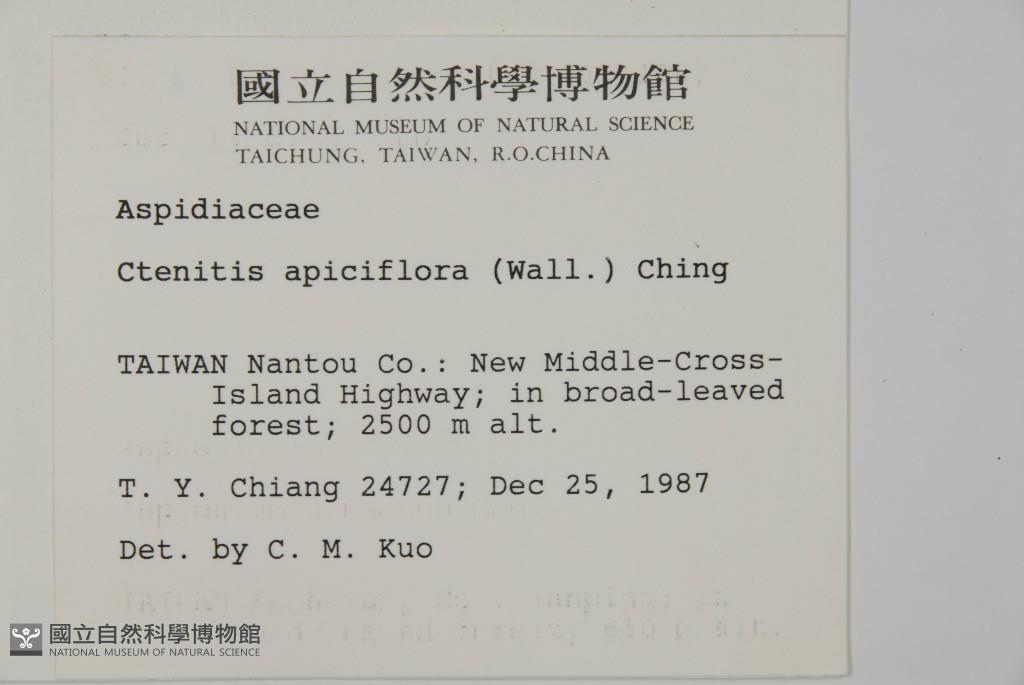 國立自然科學博物館
NATIONAL MUSEUM OF NATURAL SCIENCE
TAICHUNG, TAIWAN, R.O.CHINA
Aspidiaceae
Ctenitis apiciflora (Wall.) Ching
TAIWAN Nantou Co.: New Middle-Cross-
Island Highway; in broad-leaved
forest; 2500 m alt.
T. Y. Chiang 24727; Dec 25, 1987
Det. by C. M. Kuo
國立自然科學博物館
NATIONAL MUSEUM OF NATURAL SCIENCE